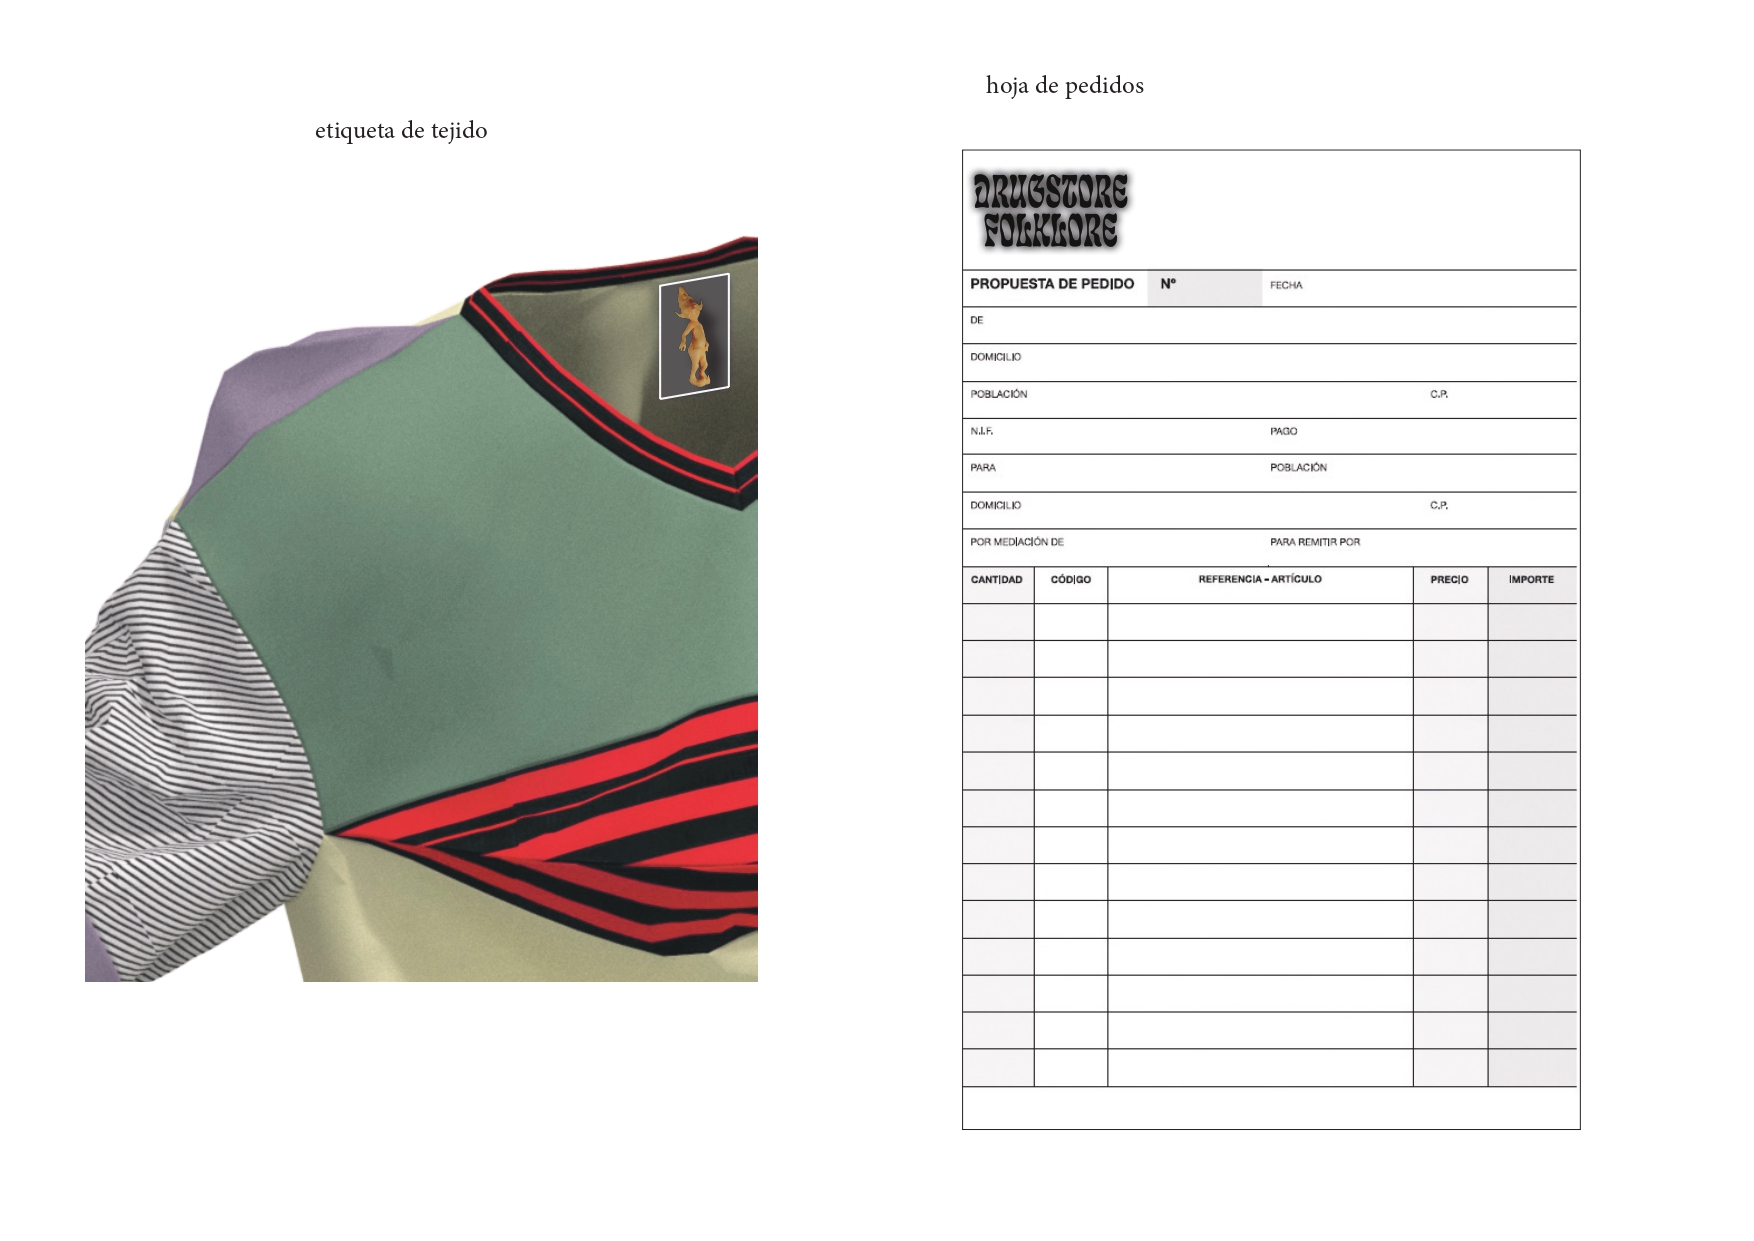 etiqueta de tejido
hoja de pedidos
DRUGSTORE
FOLKLORE
PROPUESTA DE PEDIDO Nº FECHA
DE
DOMICILIO
POBLACIÓN C.P.
N.I.F. PAGO
PARA POBLACIÓN
DOMICILIO C.P.
POR MEDIACIÓN DE PARA REMITIR POR
CANTIDAD CÓDIGO REFERENCIA - ARTÍCULO PRECIO IMPORTE